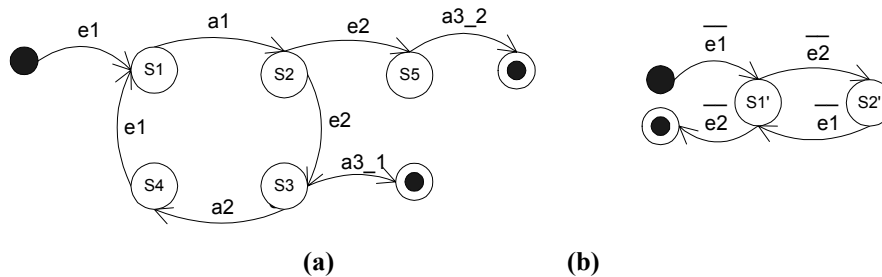 e1 a1 e2 a3_2
S1 S2 S5
e1 e2
S4 S3 a3_1
a2
e1 e2
S1' S2'
e2 e1
(a) (b)